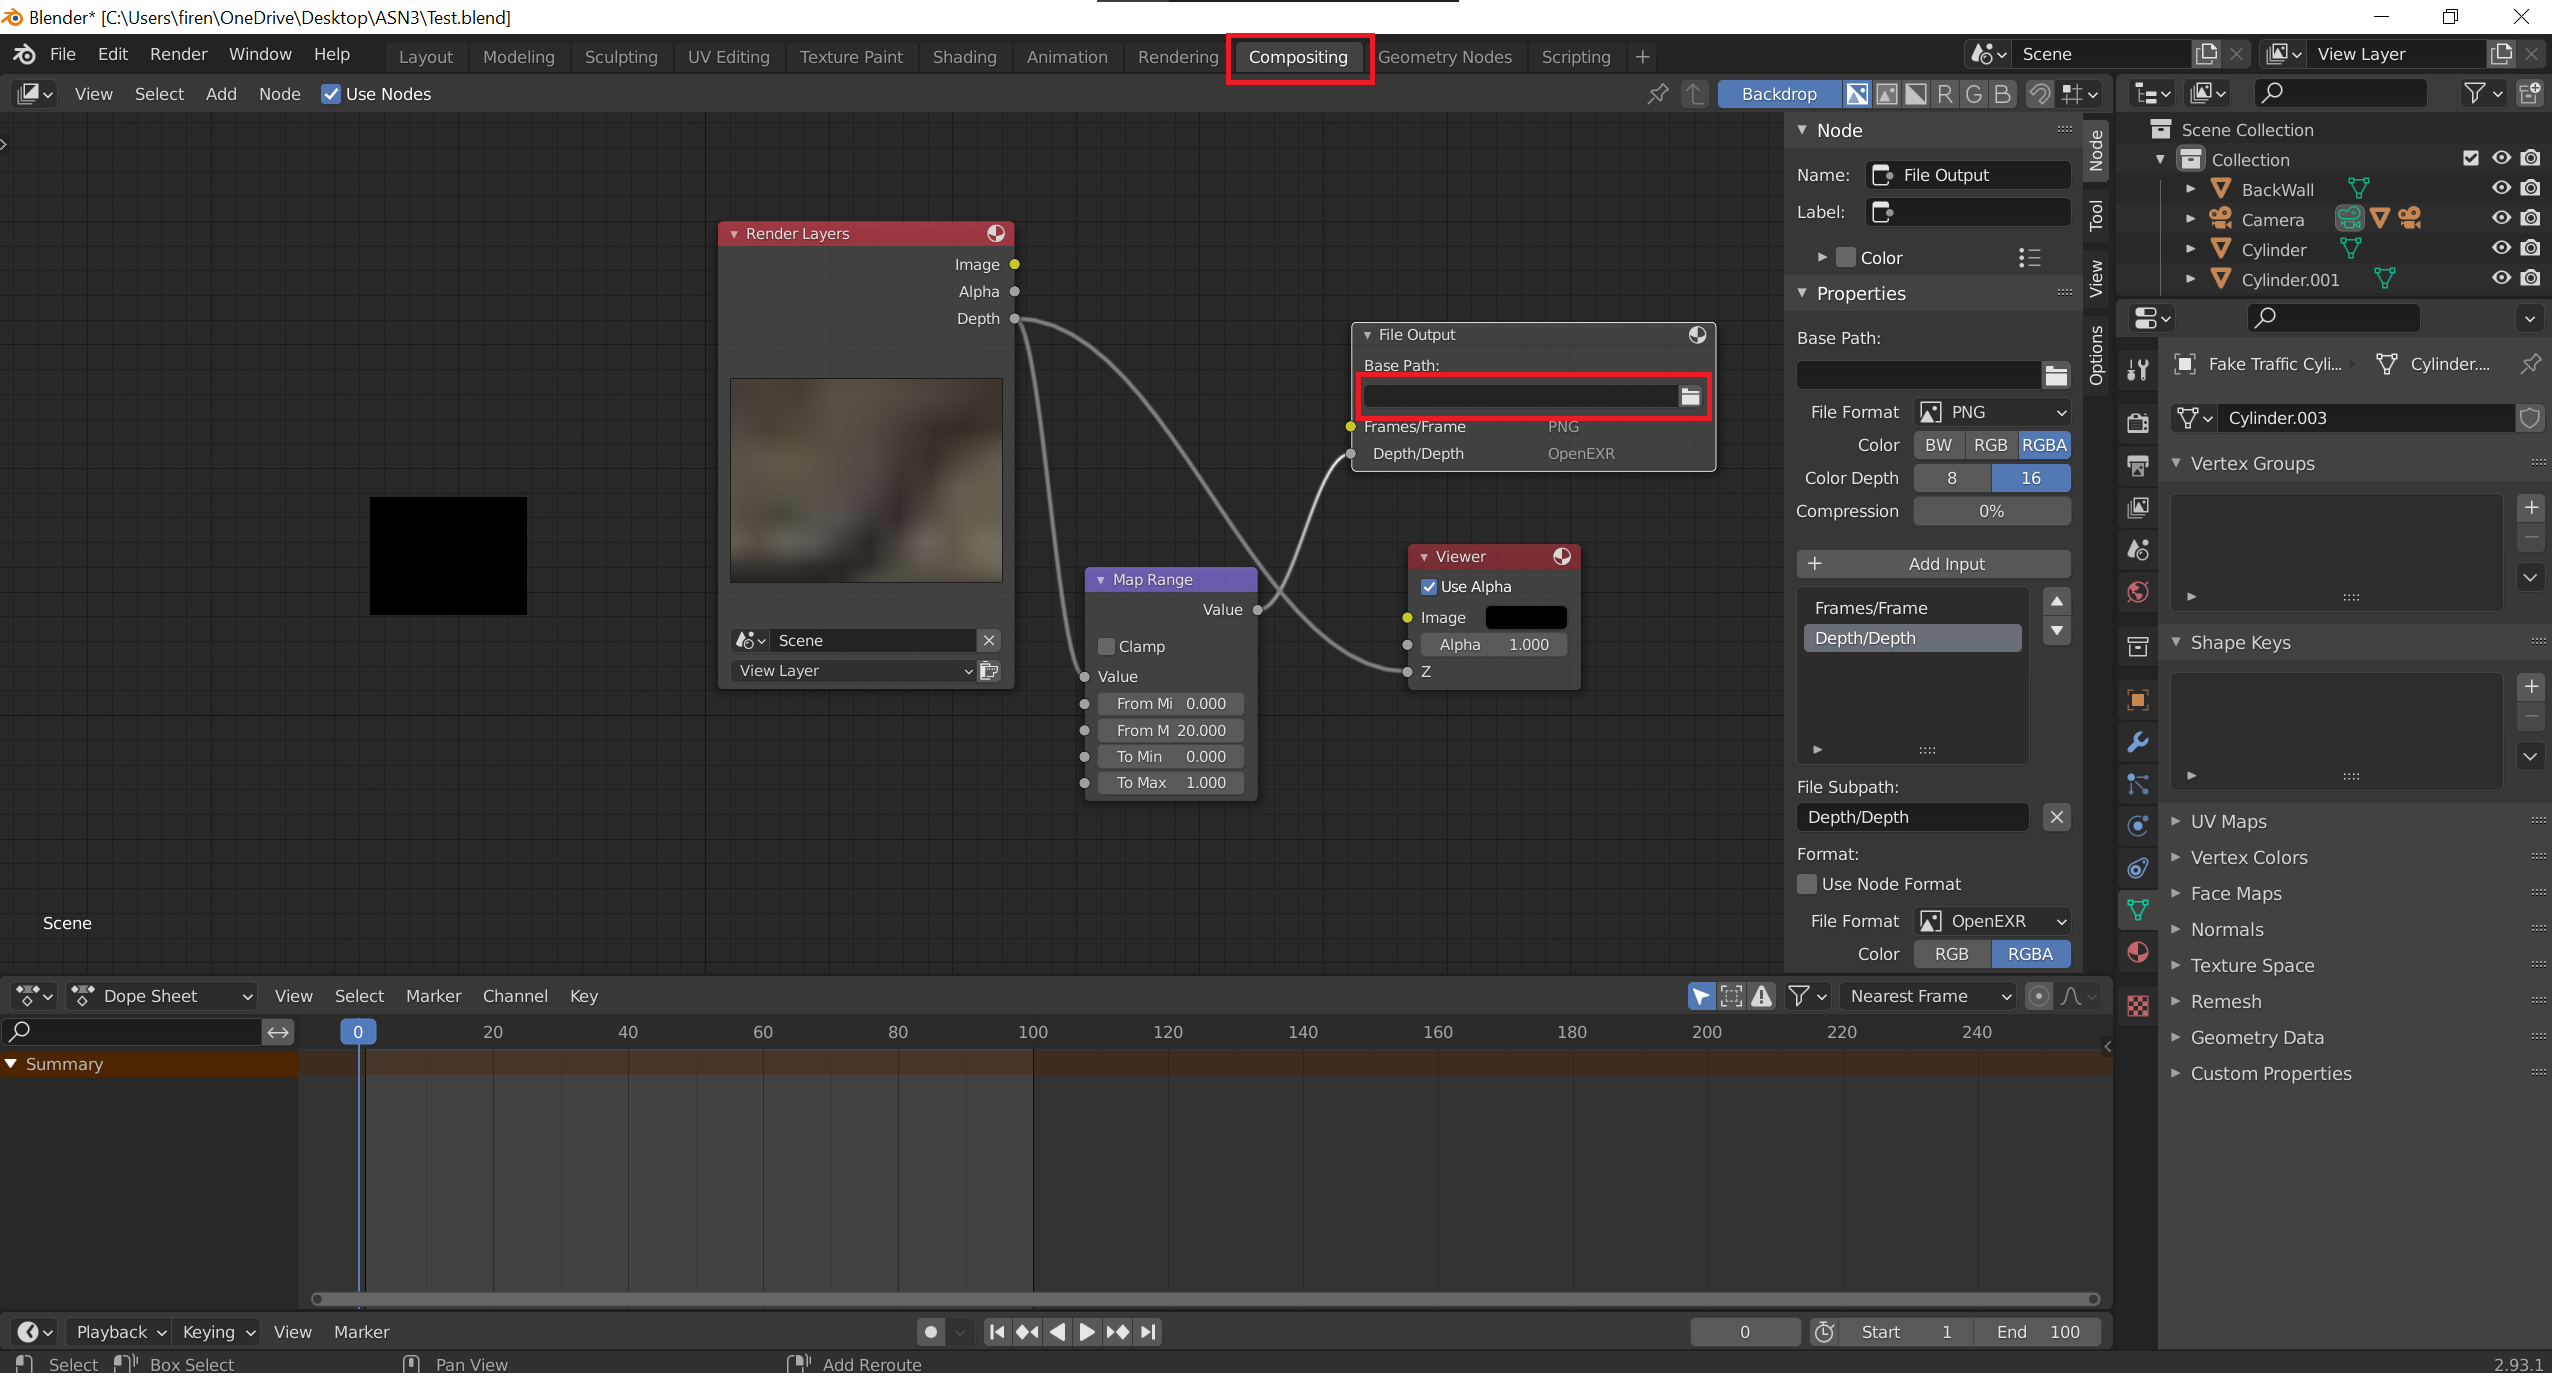 Blender* [C:\Users\firen\OneDrive\Desktop\ASN3\Test.blend]
File Edit Render Window Help Layout Modeling Sculpting UV Editing Texture Paint Shading Animation Rendering Compositing Geometry Nodes Scripting + Scene View Layer
View Select Add Node Use Nodes Backdrop R G B
Node
Name: File Output
Label:
Color
Properties
Base Path:
File Format PNG
Color BW RGB RGBA
Color Depth 8 16
Compression 0%
Add Input
Frames/Frame
Depth/Depth
File Subpath:
Depth/Depth
Format:
Use Node Format
File Format OpenEXR
Color RGB RGBA
Node
Tool
View
Options
Render Layers
Image
Alpha
Depth
Scene
View Layer
Map Range
Value
Clamp
Value
From Mi 0.000
From M 20.000
To Min 0.000
To Max 1.000
File Output
Base Path:
Frames/Frame PNG
Depth/Depth OpenEXR
Viewer
Use Alpha
Image
Alpha 1.000
Z
Scene
Scene Collection
Collection
BackWall
Camera
Cylinder
Cylinder.001
Fake Traffic Cyli... Cylinder....
Cylinder.003
Vertex Groups
Shape Keys
UV Maps
Vertex Colors
Face Maps
Normals
Texture Space
Remesh
Geometry Data
Custom Properties
Dope Sheet View Select Marker Channel Key Nearest Frame
0 20 40 60 80 100 120 140 160 180 200 220 240
Summary
Playback Keying View Marker 0 Start 1 End 100
Select Box Select Pan View Add Reroute 2.93.1